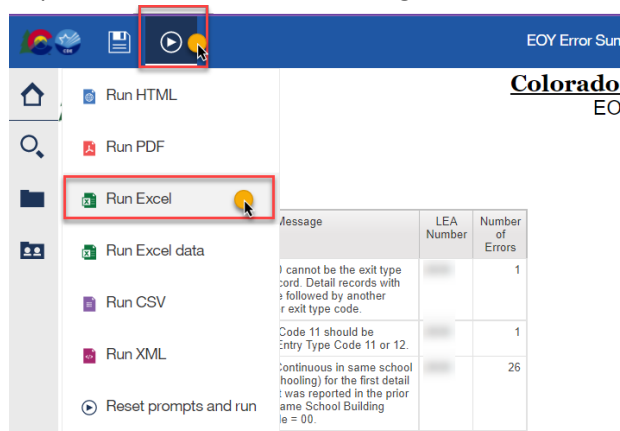 CDE
EOY Error Sum
Colorado
EO
Run HTML
Run PDF
Run Excel
Run Excel data
Run CSV
Run XML
Reset prompts and run
Message
LEA
Number
Number
of
Errors
cannot be the exit type
cord. Detail records with
e followed by another
r exit type code.
1
Code 11 should be
Entry Type Code 11 or 12.
1
Continuous in same school
hooling) for the first detail
t was reported in the prior
ame School Building
le = 00.
26